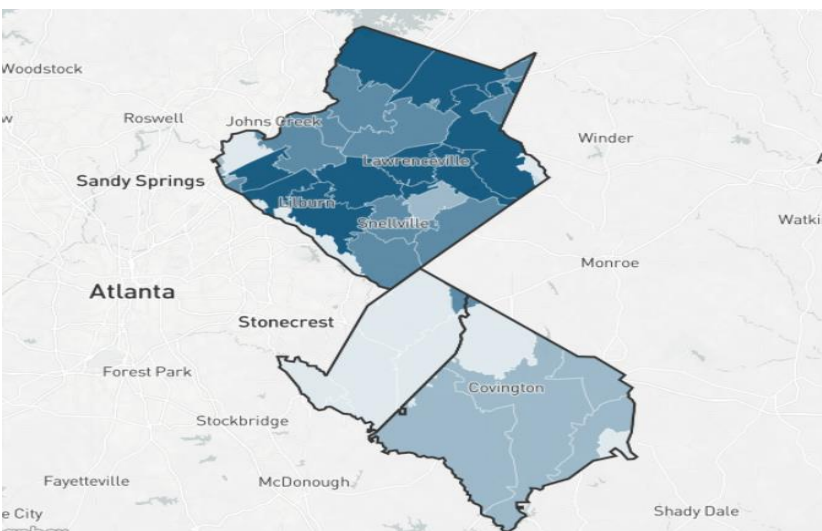 Woodstock
w
Roswell
Johns Creek
Winder
Lawrenceville
Sandy Springs
Lilburn
Snellville
Watki
Monroe
Atlanta
Stonecrest
Forest Park
Covington
Stockbridge
Fayetteville
McDonough
e City
Shady Dale